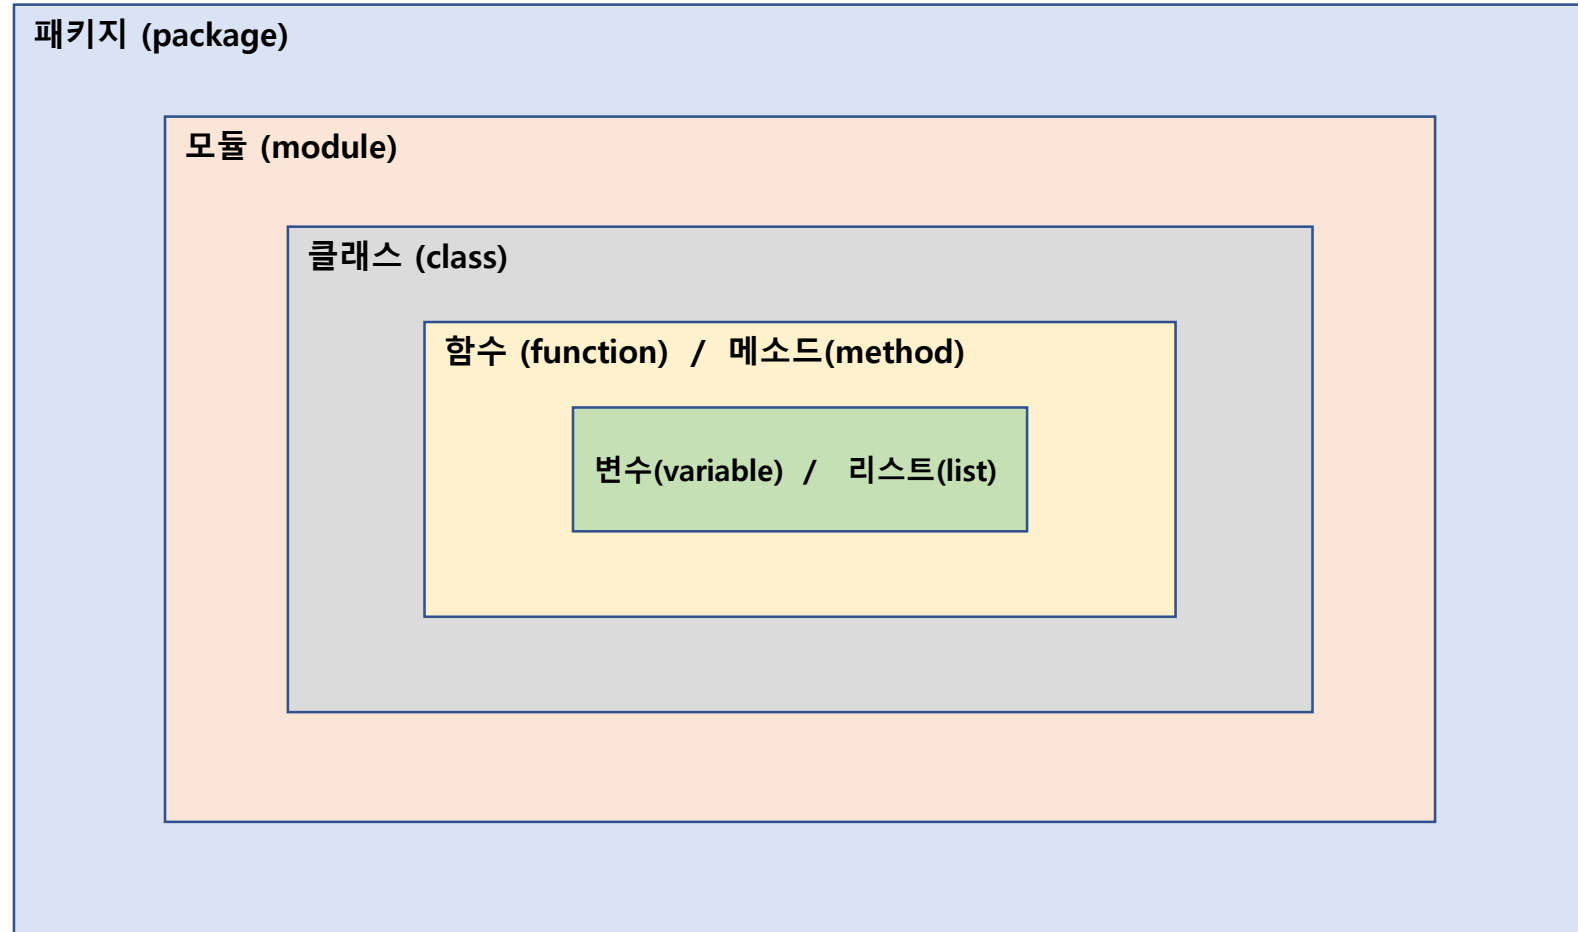 패키지 (package)
모듈 (module)
클래스 (class)
함수 (function) / 메소드(method)
변수(variable) / 리스트(list)